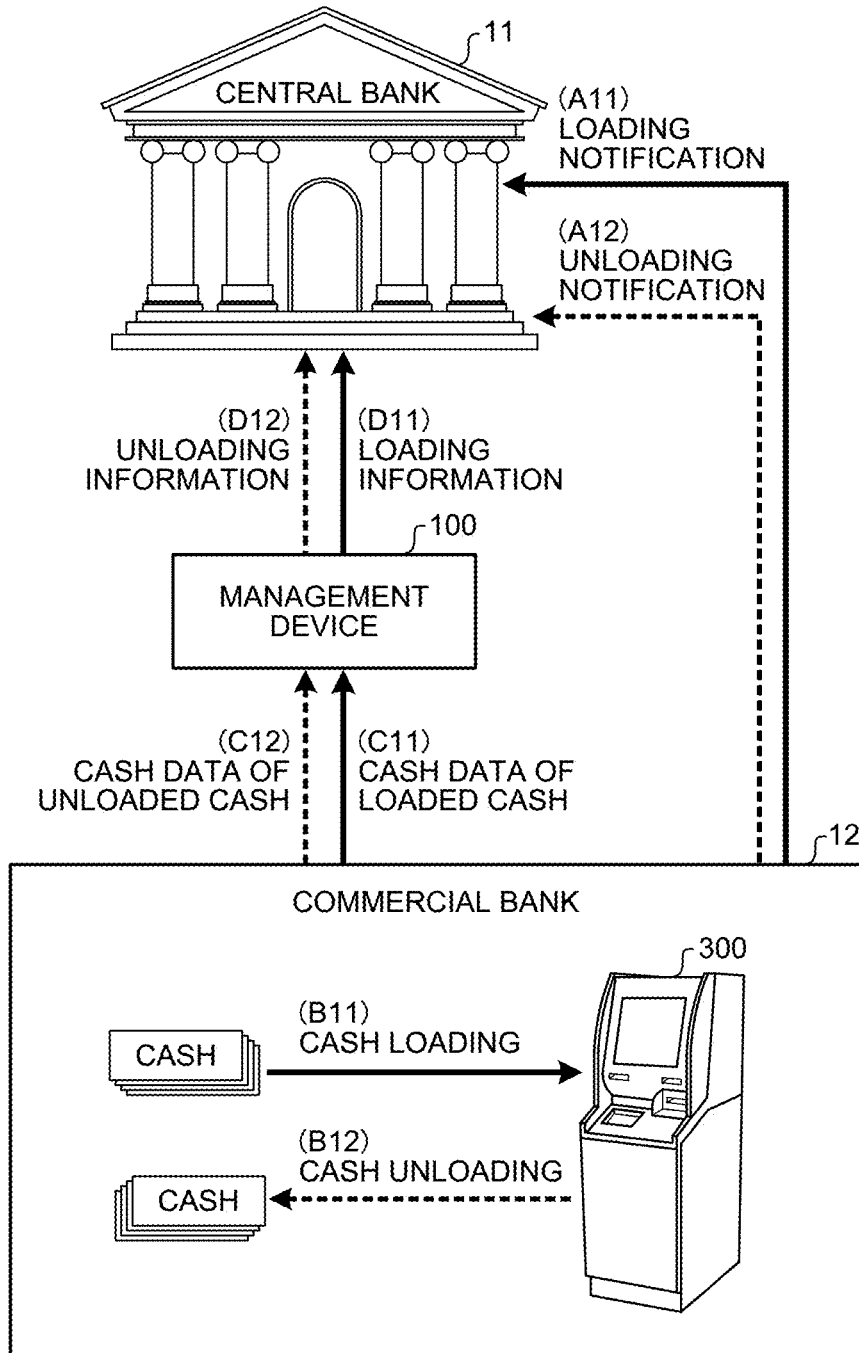 11
CENTRAL BANK
(A11)
LOADING
NOTIFICATION
(A12)
UNLOADING
NOTIFICATION
(D12)
UNLOADING
INFORMATION
(D11)
LOADING
INFORMATION
100
MANAGEMENT
DEVICE
(C12)
CASH DATA OF
UNLOADED CASH
(C11)
CASH DATA OF
LOADED CASH
12
COMMERCIAL BANK
300
(B11)
CASH LOADING
CASH
(B12)
CASH UNLOADING
CASH